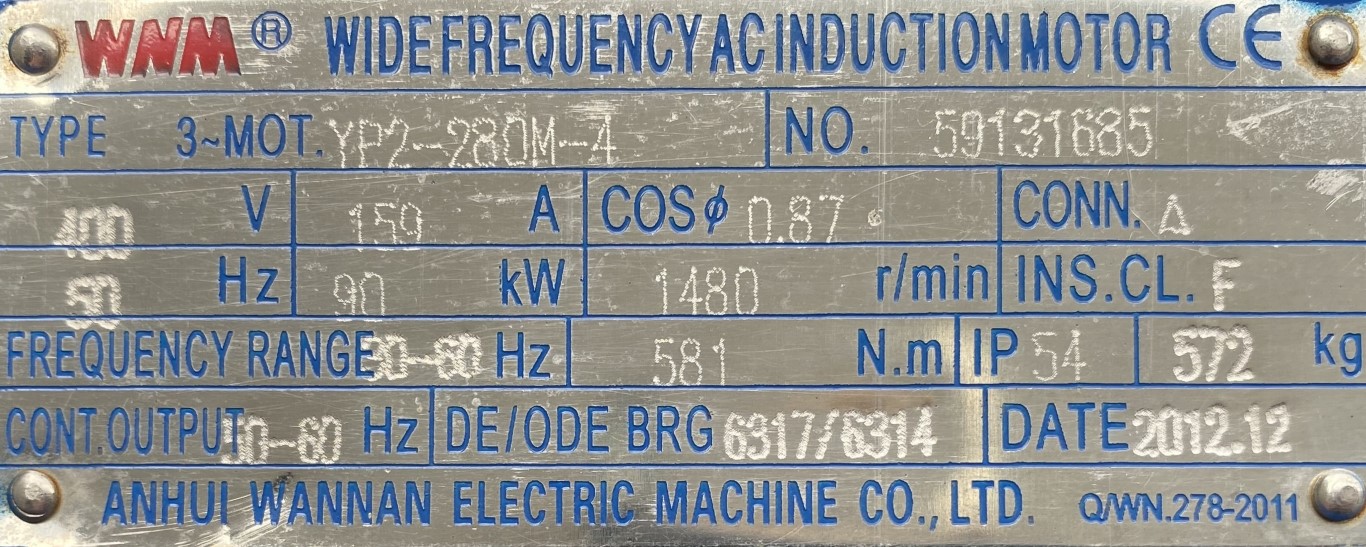 WNM® WIDE FREQUENCY AC INDUCTION MOTOR CE
TYPE 3~MOT. YP2-280M-4 NO. 59131685
400 V 159 A COSϕ 0.87 CONN. Δ
50 Hz 90 kW 1480 r/min INS.CL. F
FREQUENCY RANGE Hz 581 N.m IP 54 572 kg
CONT.OUTPUT Hz DE/ODE BRG 6317/6314 DATE 2012.12
ANHUI WANNAN ELECTRIC MACHINE CO., LTD. Q/WN.278-2011